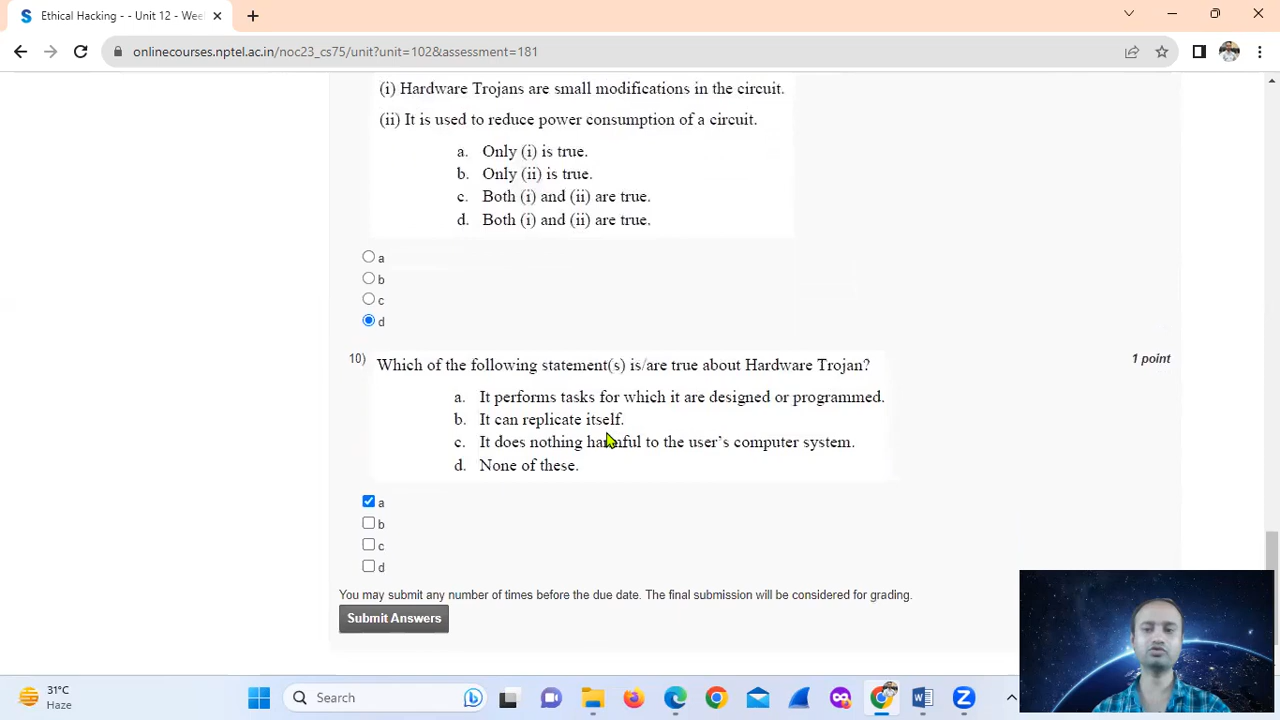 Ethical Hacking - - Unit 12 - Wee
onlinecourses.nptel.ac.in/noc23_cs75/unit?unit=102&assessment=181
(i) Hardware Trojans are small modifications in the circuit.
(ii) It is used to reduce power consumption of a circuit.
a. Only (i) is true.
b. Only (ii) is true.
c. Both (i) and (ii) are true.
d. Both (i) and (ii) are true.
a
b
c
d
10) Which of the following statement(s) is/are true about Hardware Trojan? 1 point
a. It performs tasks for which it are designed or programmed.
b. It can replicate itself.
c. It does nothing harmful to the user's computer system.
d. None of these.
a
b
c
d
You may submit any number of times before the due date. The final submission will be considered for grading.
Submit Answers
31°C
Haze
Search